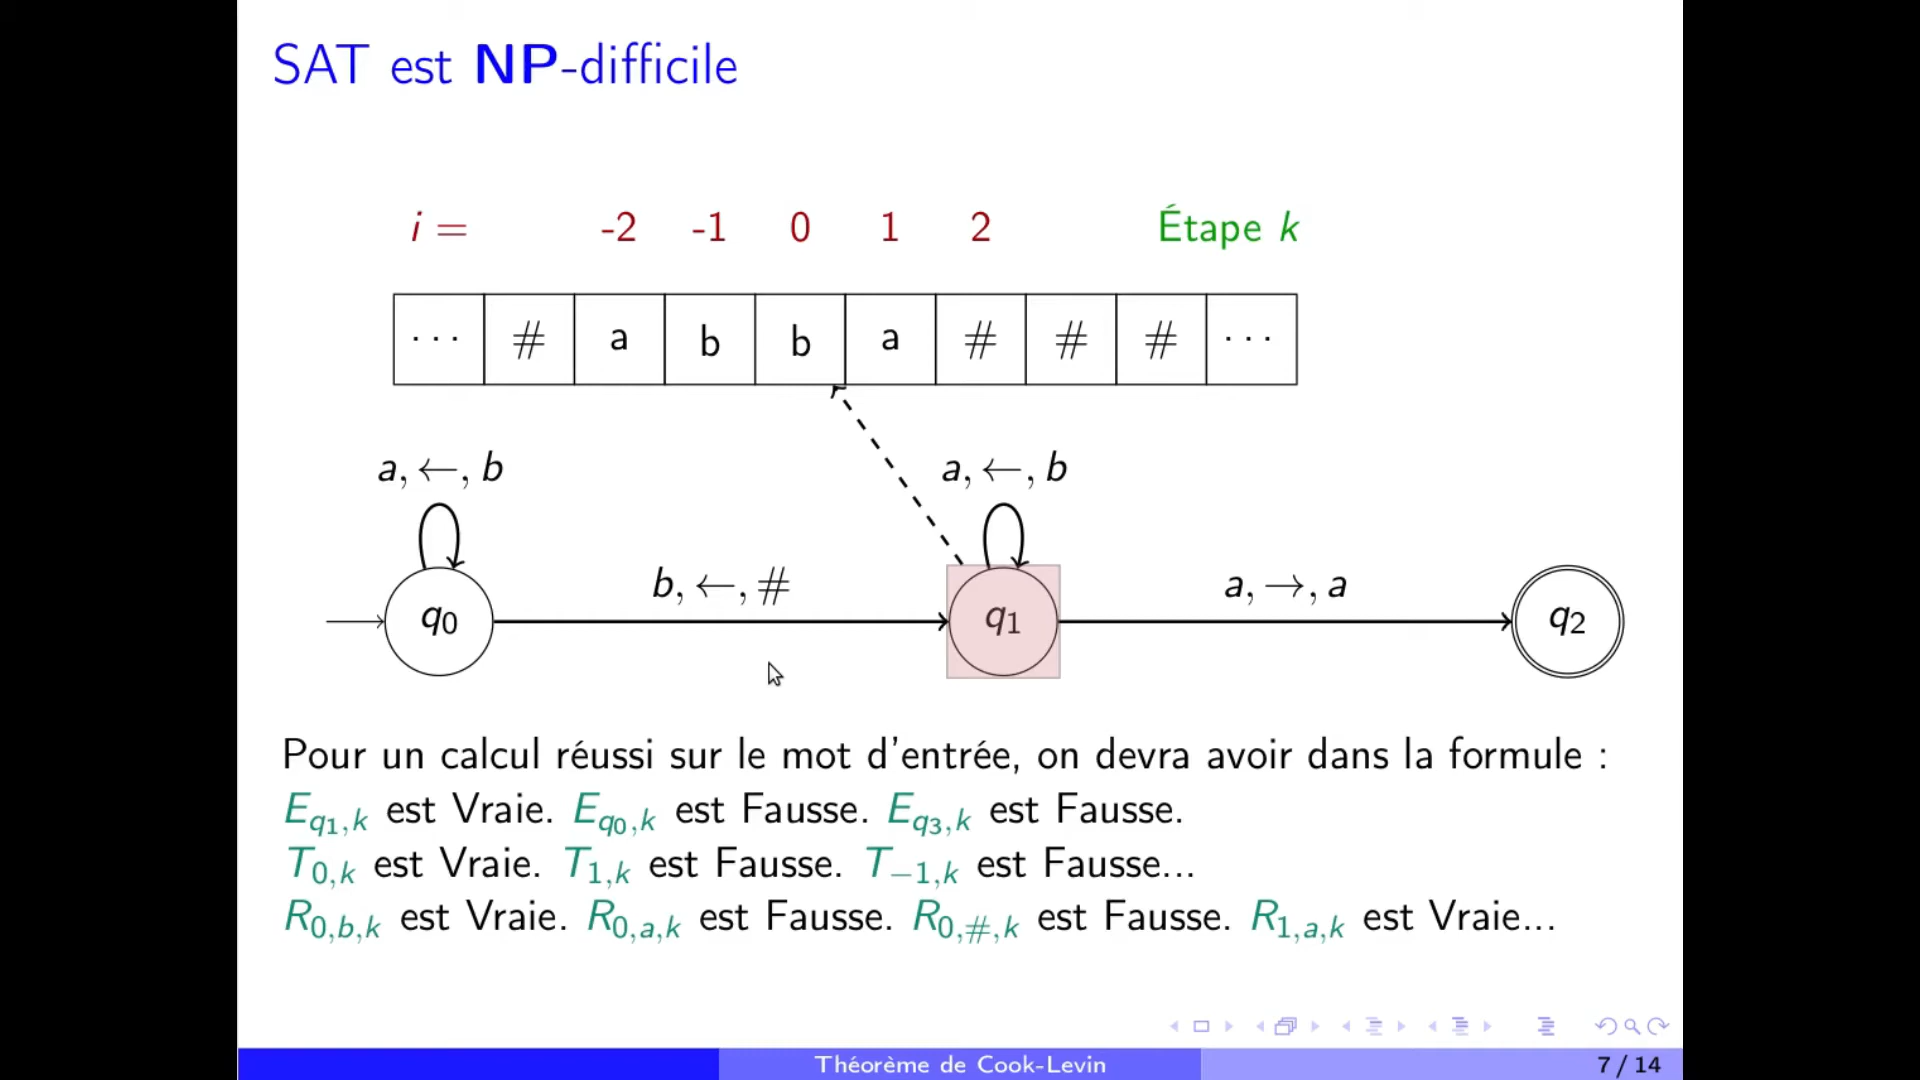 SAT est NP-difficile
i = -2 -1 0 1 2 Étape k
··· # a b b a # # # ···
a, ←, b a, ←, b
b, ←, # a, →, a
q0 q1 q2
Pour un calcul réussi sur le mot d'entrée, on devra avoir dans la formule :
Eq1,k est Vraie. Eq0,k est Fausse. Eq3,k est Fausse.
T0,k est Vraie. T1,k est Fausse. T−1,k est Fausse...
R0,b,k est Vraie. R0,a,k est Fausse. R0,#,k est Fausse. R1,a,k est Vraie...
Théorème de Cook-Levin 7 / 14